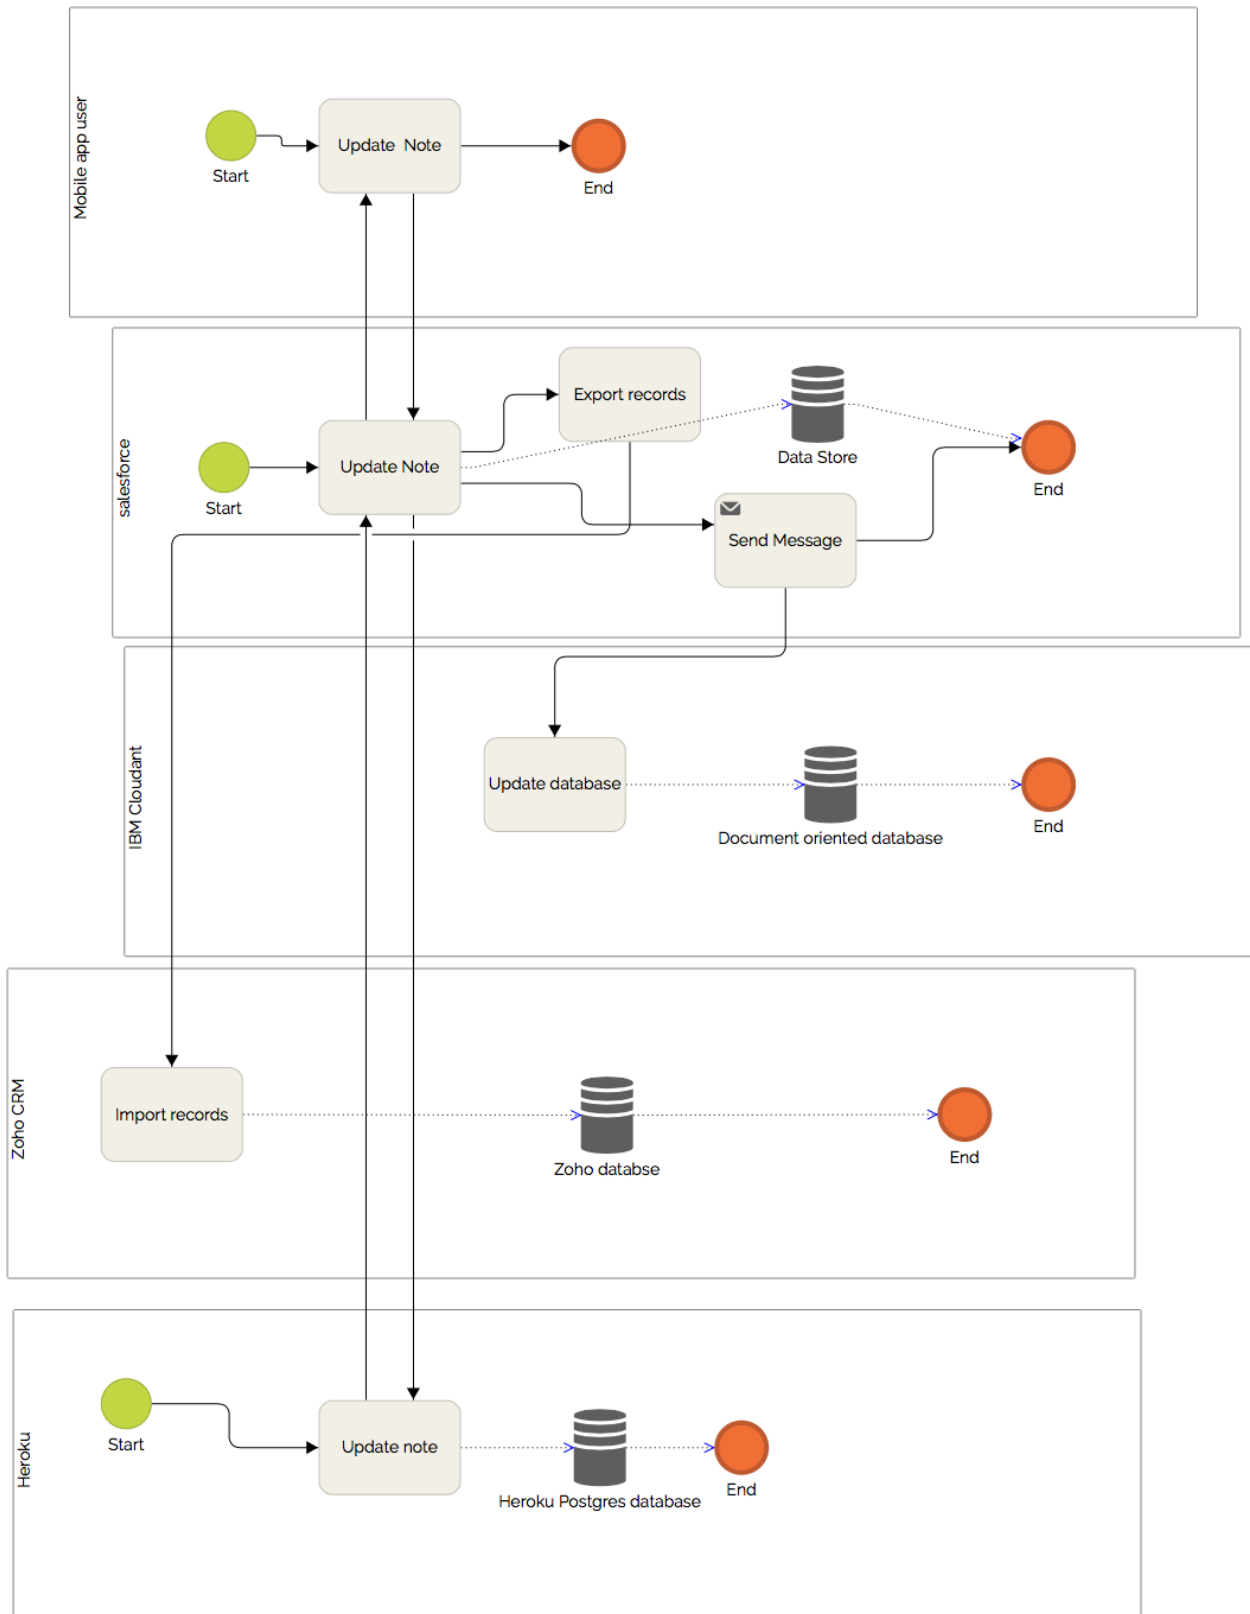 Mobile app user
Start
Update Note
End
salesforce
Start
Update Note
Export records
Data Store
Send Message
End
IBM Cloudant
Update database
Document oriented database
End
Zoho CRM
Import records
Zoho databse
End
Heroku
Start
Update note
Heroku Postgres database
End